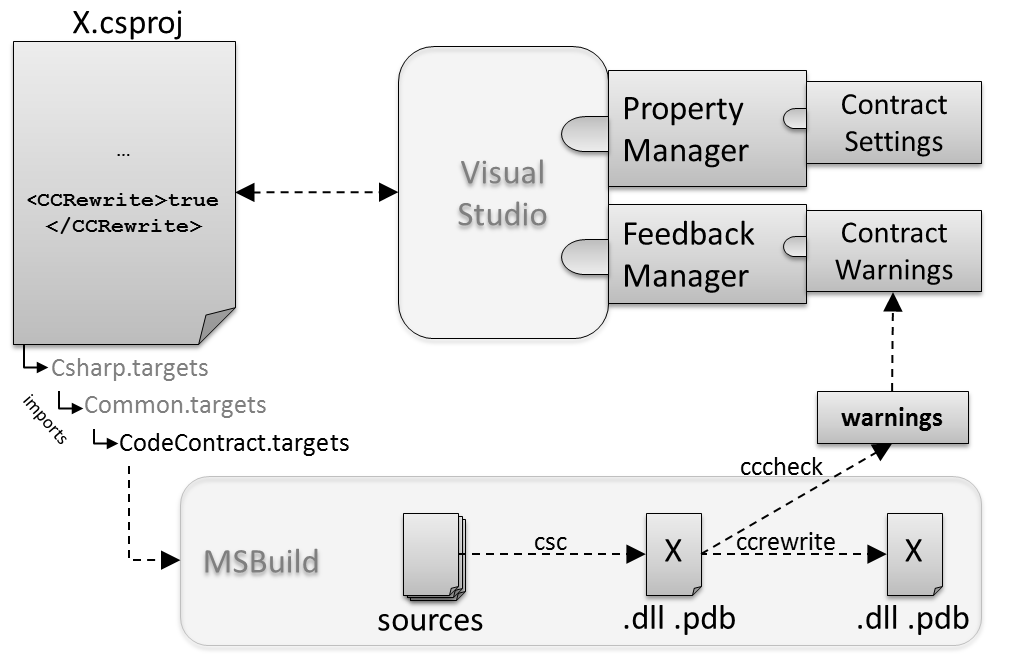 X.csproj
...
<CCRewrite>true
</CCRewrite>
Visual
Studio
Property
Manager
Contract
Settings
Feedback
Manager
Contract
Warnings
Csharp.targets
Common.targets
imports
CodeContract.targets
warnings
cccheck
MSBuild
csc
X
ccrewrite
X
sources
.dll .pdb
.dll .pdb